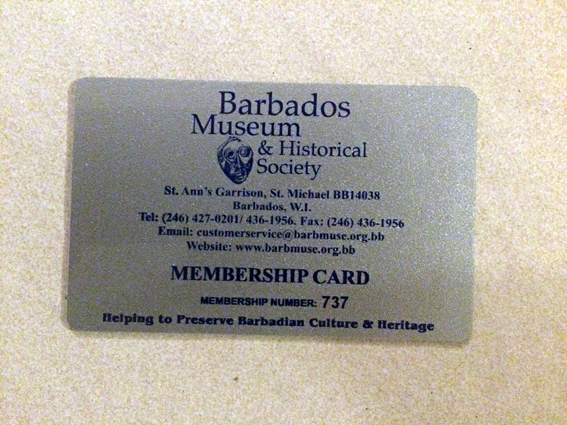 Barbados
Museum
& Historical
Society
St. Ann's Garrison, St. Michael BB14038
Barbados, W.I.
Tel: (246) 427-0201/ 436-1956. Fax: (246) 436-1956
Email: customerservice@barbmuse.org.bb
Website: www.barbmuse.org.bb
MEMBERSHIP CARD
MEMBERSHIP NUMBER: 737
Helping to Preserve Barbadian Culture & Heritage